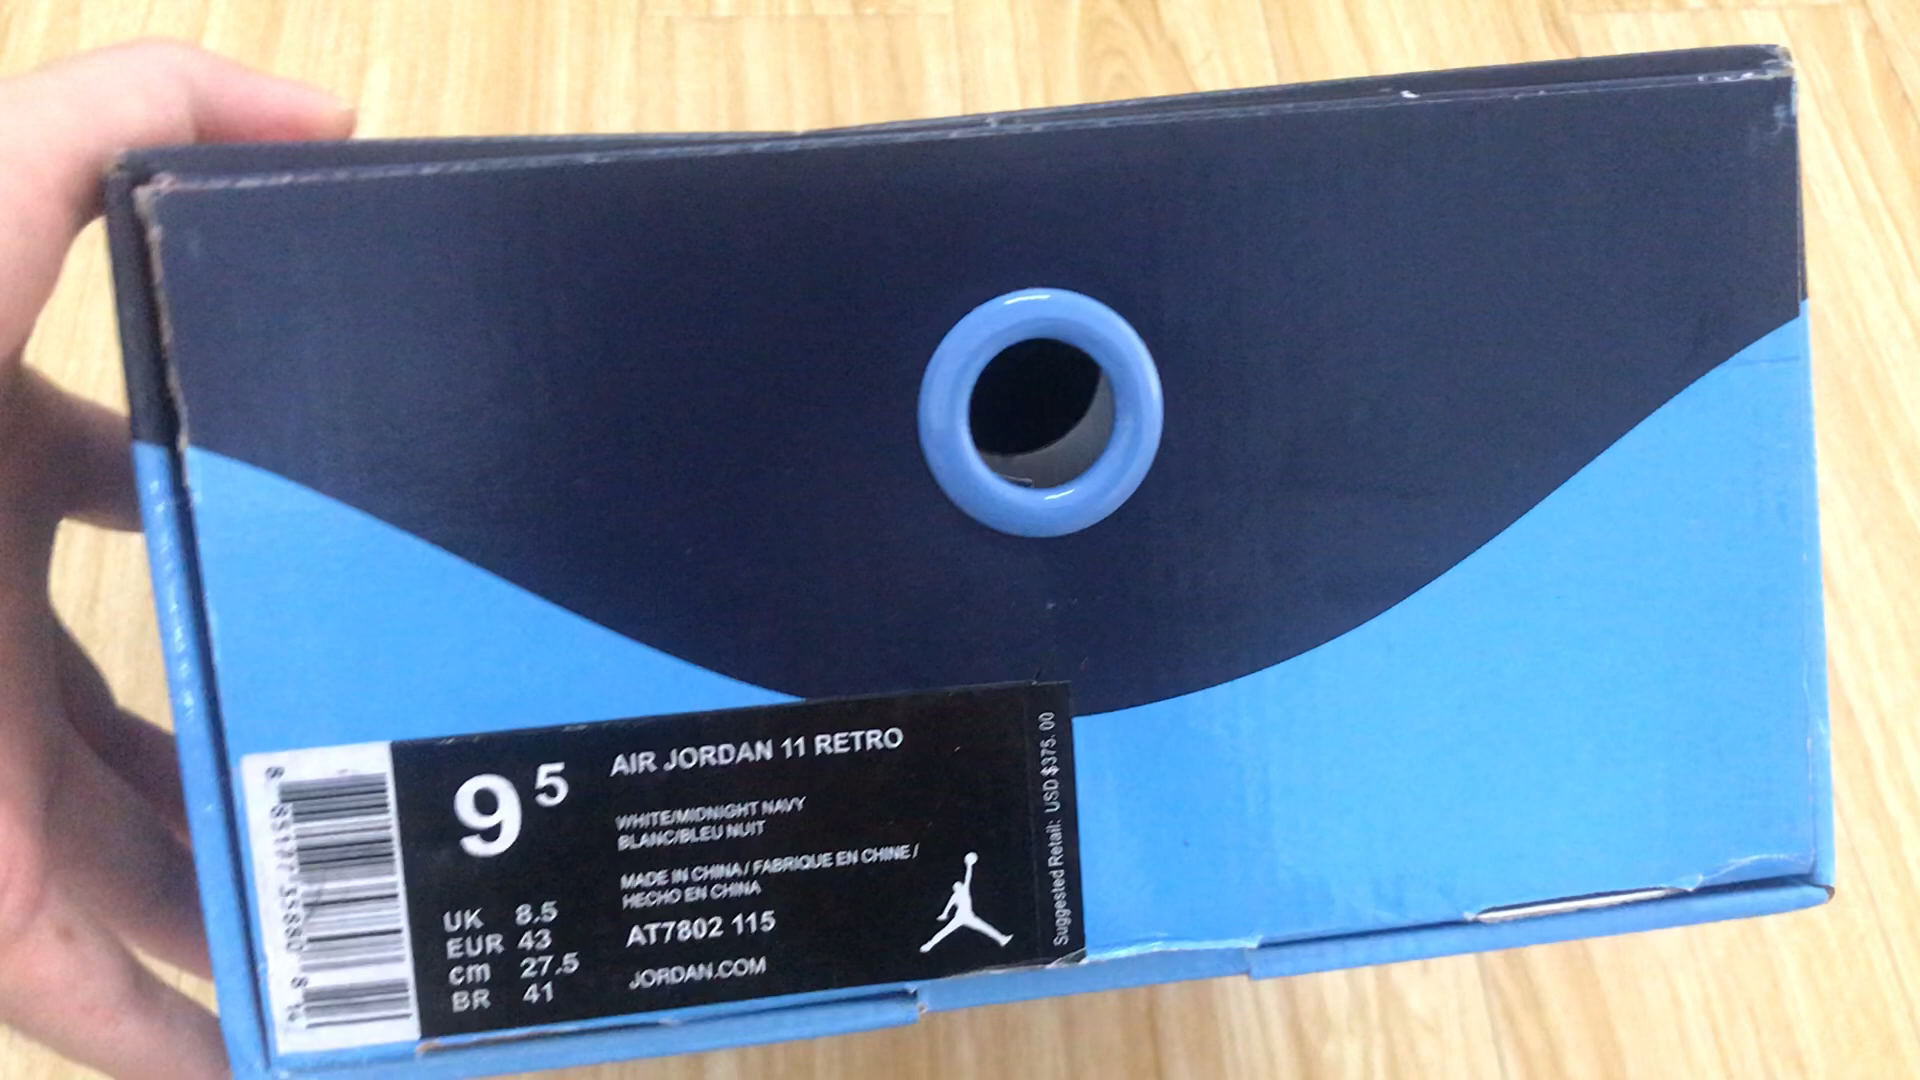 9 5
AIR JORDAN 11 RETRO
WHITE/MIDNIGHT NAVY
BLANC/BLEU NUIT
MADE IN CHINA / FABRIQUE EN CHINE /
HECHO EN CHINA
AT7802 115
JORDAN.COM
UK 8.5
EUR 43
cm 27.5
BR 41
Suggested Retail: USD $375.00